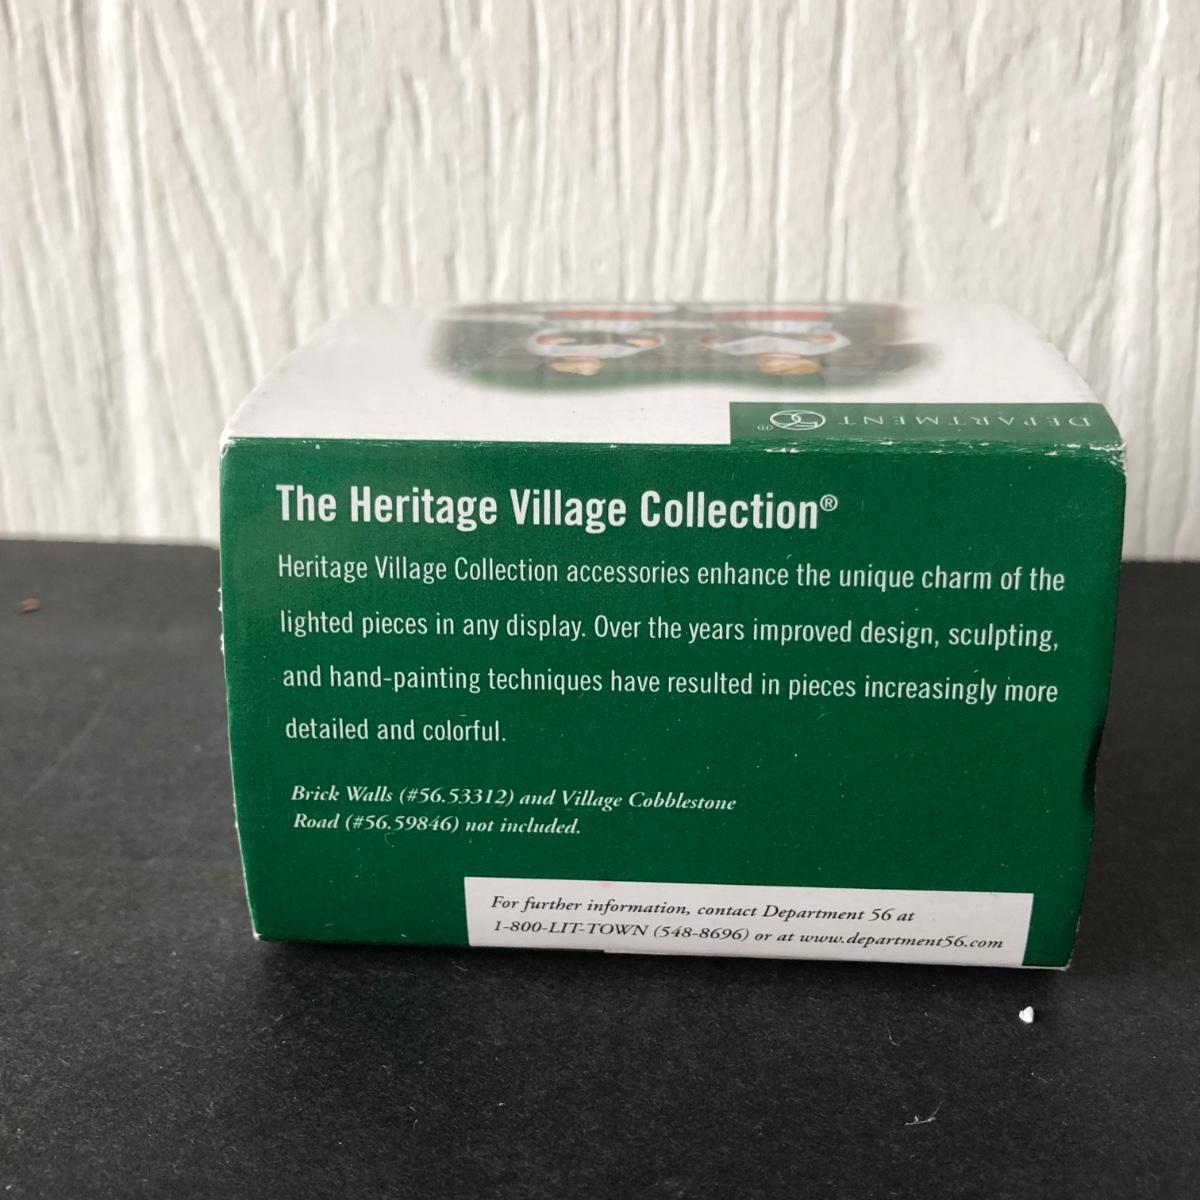 DEPARTMENT 56®
The Heritage Village Collection®
Heritage Village Collection accessories enhance the unique charm of the
lighted pieces in any display. Over the years improved design, sculpting,
and hand-painting techniques have resulted in pieces increasingly more
detailed and colorful.
Brick Walls (#56.53312) and Village Cobblestone
Road (#56.59846) not included.
For further information, contact Department 56 at
1-800-LIT-TOWN (548-8696) or at www.department56.com